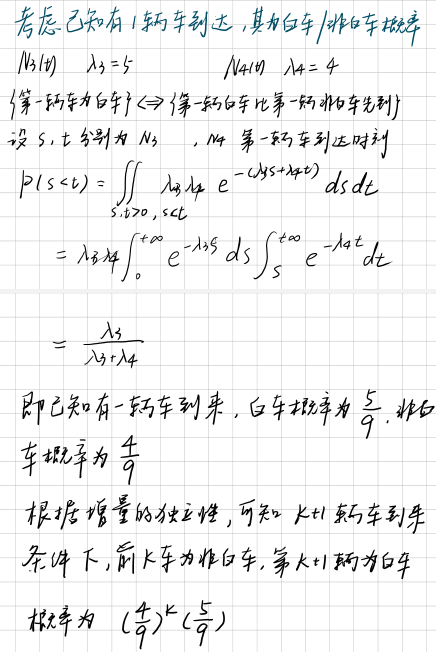 考虑已知有1辆车到达，其为白车/非白车概率
N₃(t) λ₃=5 N₄(t) λ₄=4
{第一辆车为白车} <=> {第一辆白车比第一辆非白车先到}
设 s, t 分别为 N₃ , N₄ 第一辆车到达时刻
P(s<t) = ∬_{s,t>0, s<t} λ₃λ₄ e^{-(λ₃s+λ₄t)} ds dt
= λ₃λ₄ ∫_0^{+∞} e^{-λ₃s} ds ∫_s^{+∞} e^{-λ₄t} dt
= λ₃/(λ₃+λ₄)
即已知有一辆车到来，白车概率为 5/9，非白
车概率为 4/9
根据增量的独立性，可知 k+1 辆车到来
条件下，前k车为非白车，第k+1辆为白车
概率为 (4/9)^k (5/9)